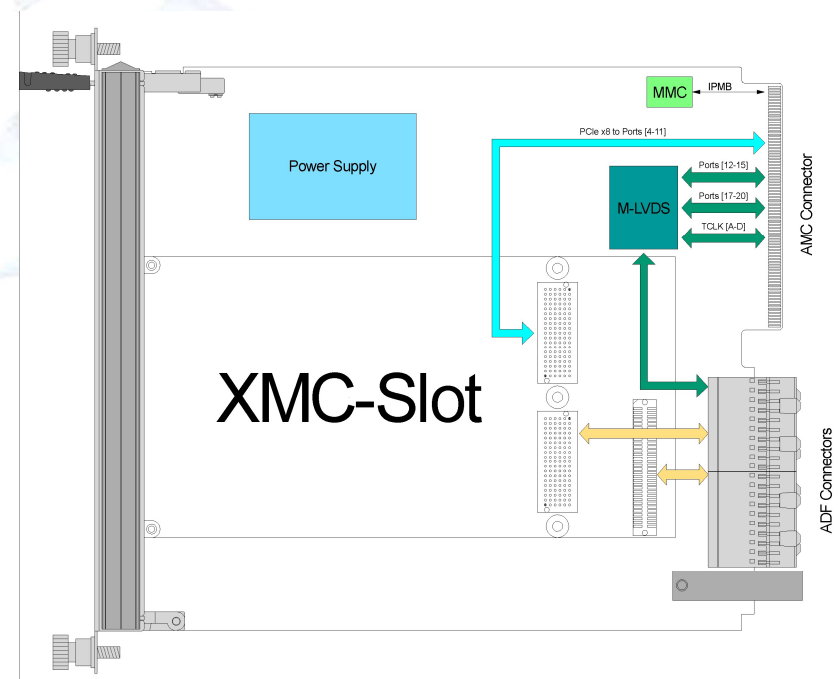 MMC
IPMB
PCIe x8 to Ports [4-11]
Power Supply
Ports [12-15]
M-LVDS
Ports [17-20]
TCLK [A-D]
AMC Connector
XMC-Slot
ADF Connectors